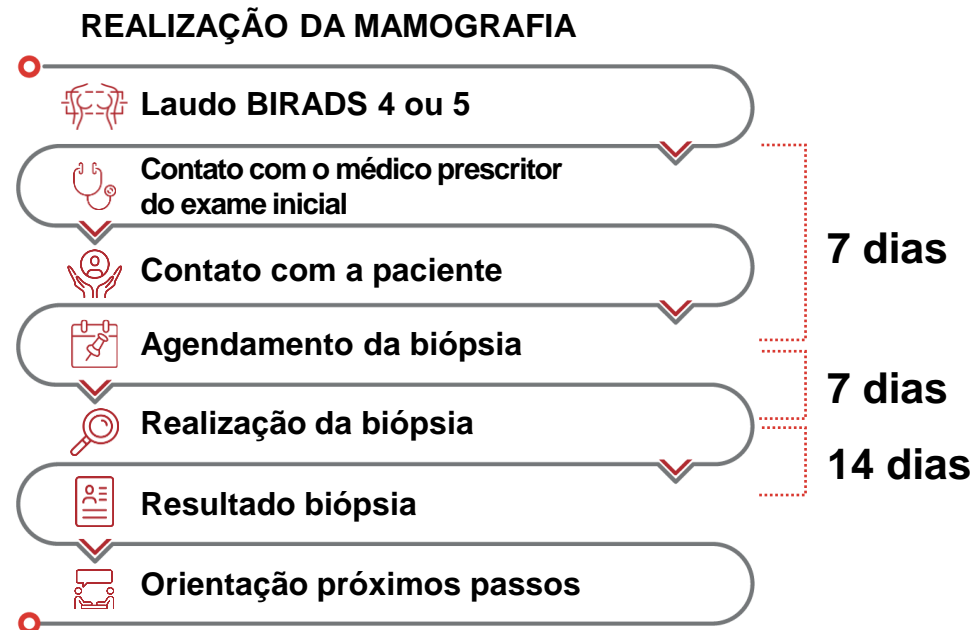 REALIZAÇÃO DA MAMOGRAFIA
Laudo BIRADS 4 ou 5
Contato com o médico prescritor
do exame inicial
Contato com a paciente
7 dias
Agendamento da biópsia
7 dias
Realização da biópsia
14 dias
Resultado biópsia
Orientação próximos passos